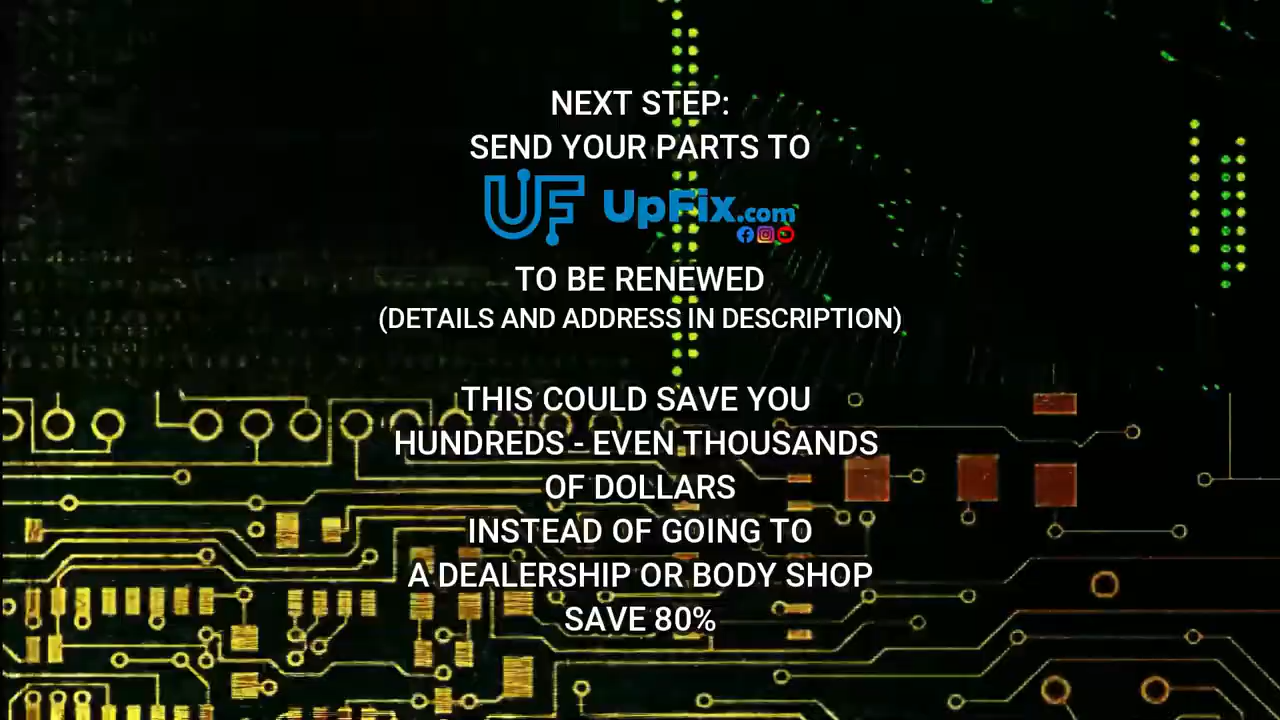 NEXT STEP:
SEND YOUR PARTS TO
UF UpFix.com
TO BE RENEWED
(DETAILS AND ADDRESS IN DESCRIPTION)
THIS COULD SAVE YOU
HUNDREDS - EVEN THOUSANDS
OF DOLLARS
INSTEAD OF GOING TO
A DEALERSHIP OR BODY SHOP
SAVE 80%